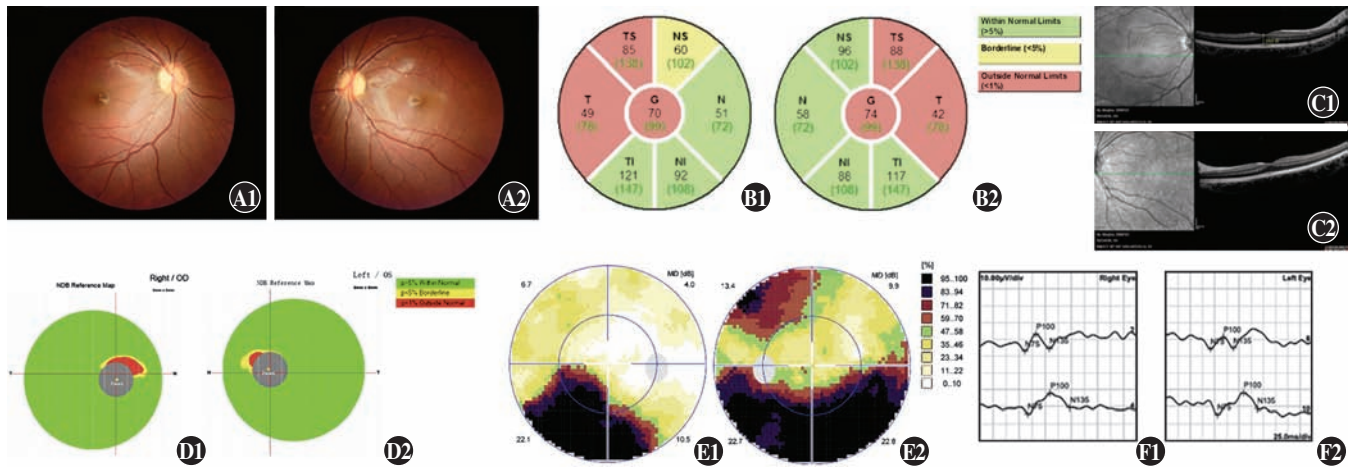 A1
A2
TS
85
(138)
NS
60
(102)
T
49
(78)
G
70
(99)
N
51
(72)
TI
121
(147)
NI
92
(108)
B1
NS
96
(102)
TS
88
(138)
N
58
(72)
G
74
(99)
T
42
(78)
NI
88
(108)
TI
117
(147)
B2
Within Normal Limits
(>5%)
Borderline (<5%)
Outside Normal Limits
(<1%)
C1
C2
Right / OD
NDB Reference Map
Left / OS
NDB Reference Map
p>5% Within Normal
p<5% Borderline
p<1% Outside Normal
T
N
D1
N
T
D2
MD [dB]
6.7
4.0
22.1
10.5
E1
MD [dB]
13.4
9.9
22.7
22.8
E2
[%]
95..100
83..94
71..82
59..70
47..58
35..46
23..34
11..22
0..10
10.00μV/div
Right Eye
P100
N75
N135
P100
N75
N135
4
F1
Left Eye
P100
N75
N135
P100
N75
N135
10
25.0ms/div
F2